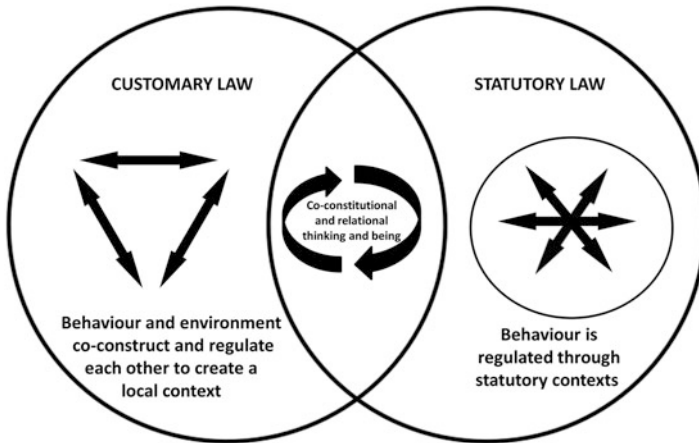 CUSTOMARY LAW
STATUTORY LAW
Co-constitutional
and relational
thinking and being
Behaviour and environment
co-construct and regulate
each other to create a
local context
Behaviour is
regulated through
statutory contexts